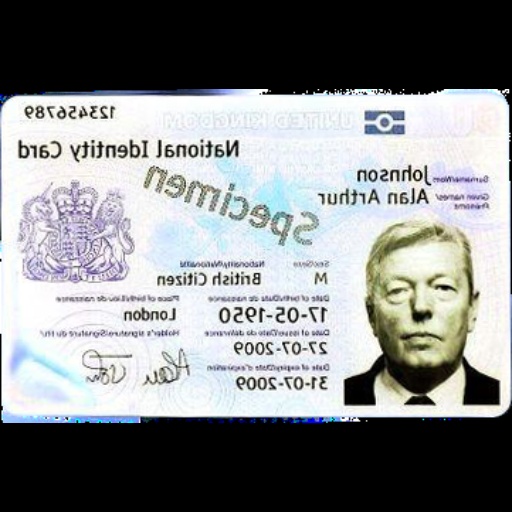 UNITED KINGDOM
123456789
National Identity Card
Specimen
Surname/Nom
Johnson
Given names/
Prénoms
Alan Arthur
Sex/Sexe
M
Nationality/Nationalité
British Citizen
Date of birth/Date de naissance
17-05-1950
Place of birth/Lieu de naissance
London
Date of issue/Date de délivrance
27-07-2009
Holder's signature/Signature du titulaire
Date of expiry/Date d'expiration
31-07-2009